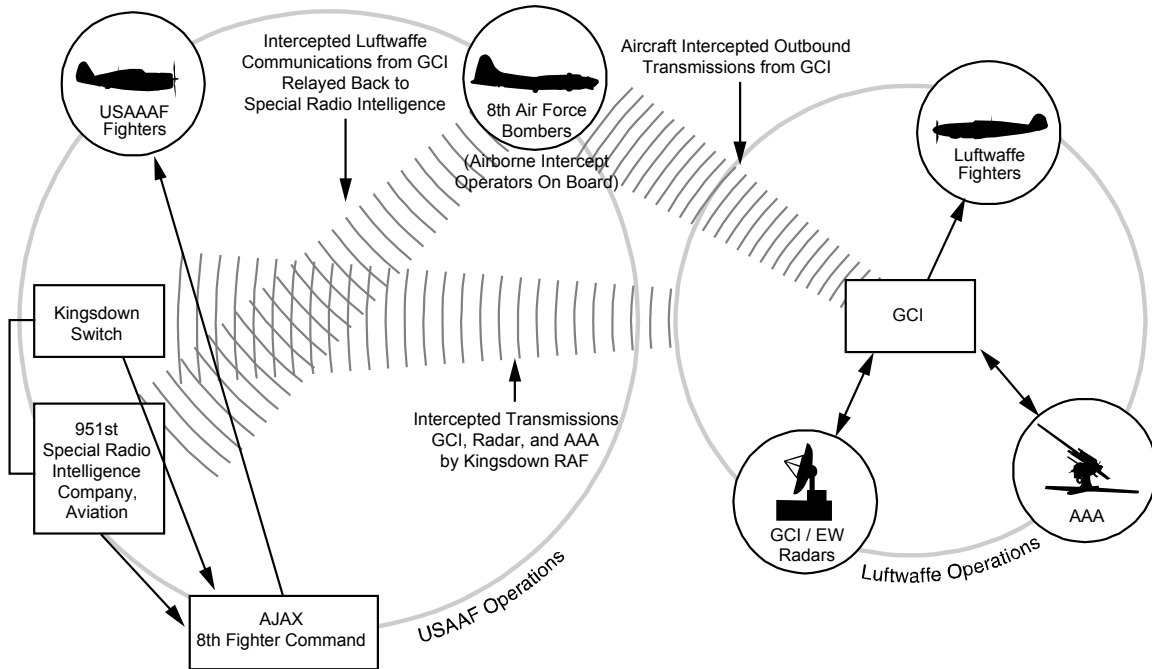 USAAAF
Fighters
Intercepted Luftwaffe
Communications from GCI
Relayed Back to
Special Radio Intelligence
8th Air Force
Bombers
(Airborne Intercept
Operators On Board)
Aircraft Intercepted Outbound
Transmissions from GCI
Luftwaffe
Fighters
Kingsdown
Switch
GCI
951st
Special Radio
Intelligence
Company,
Aviation
Intercepted Transmissions
GCI, Radar, and AAA
by Kingsdown RAF
GCI / EW
Radars
AAA
AJAX
8th Fighter Command
USAAF Operations
Luftwaffe Operations